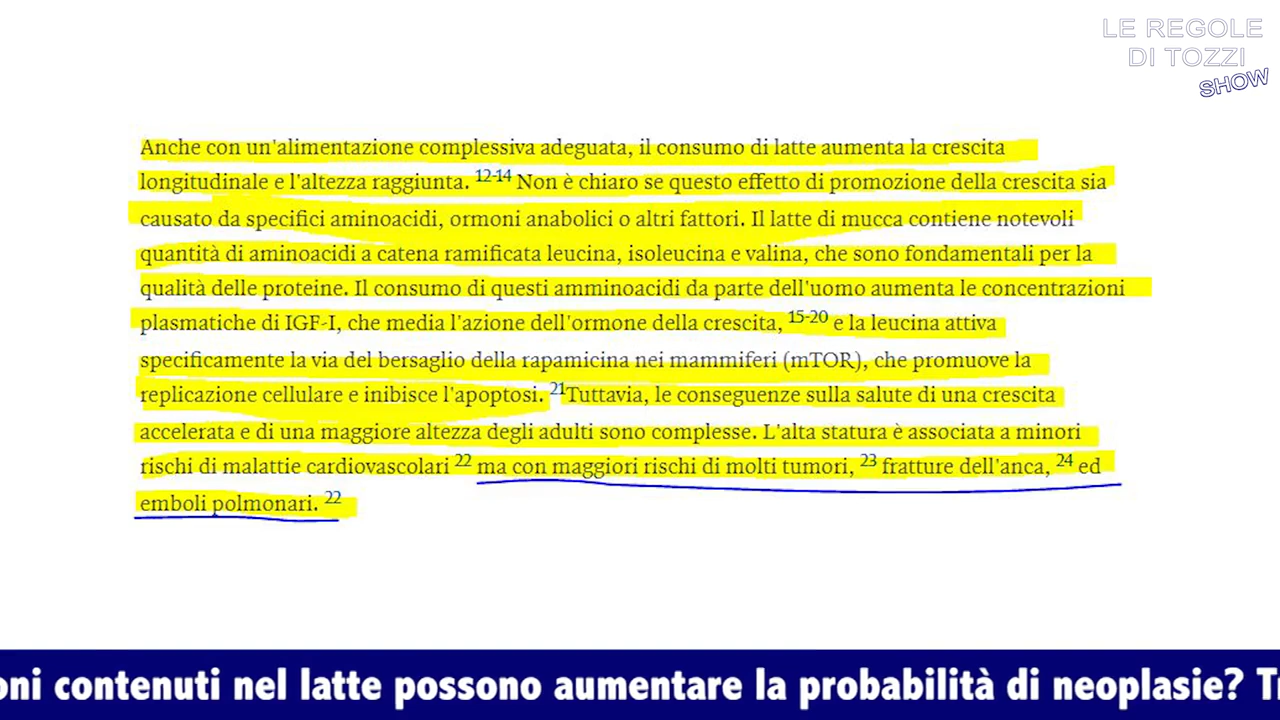 LE REGOLE
DI TOZZI
SHOW
Anche con un'alimentazione complessiva adeguata, il consumo di latte aumenta la crescita
longitudinale e l'altezza raggiunta. 12-14 Non è chiaro se questo effetto di promozione della crescita sia
causato da specifici aminoacidi, ormoni anabolici o altri fattori. Il latte di mucca contiene notevoli
quantità di aminoacidi a catena ramificata leucina, isoleucina e valina, che sono fondamentali per la
qualità delle proteine. Il consumo di questi amminoacidi da parte dell'uomo aumenta le concentrazioni
plasmatiche di IGF-I, che media l'azione dell'ormone della crescita, 15-20 e la leucina attiva
specificamente la via del bersaglio della rapamicina nei mammiferi (mTOR), che promuove la
replicazione cellulare e inibisce l'apoptosi. 21 Tuttavia, le conseguenze sulla salute di una crescita
accelerata e di una maggiore altezza degli adulti sono complesse. L'alta statura è associata a minori
rischi di malattie cardiovascolari 22 ma con maggiori rischi di molti tumori, 23 fratture dell'anca, 24 ed
emboli polmonari. 22
oni contenuti nel latte possono aumentare la probabilità di neoplasie?